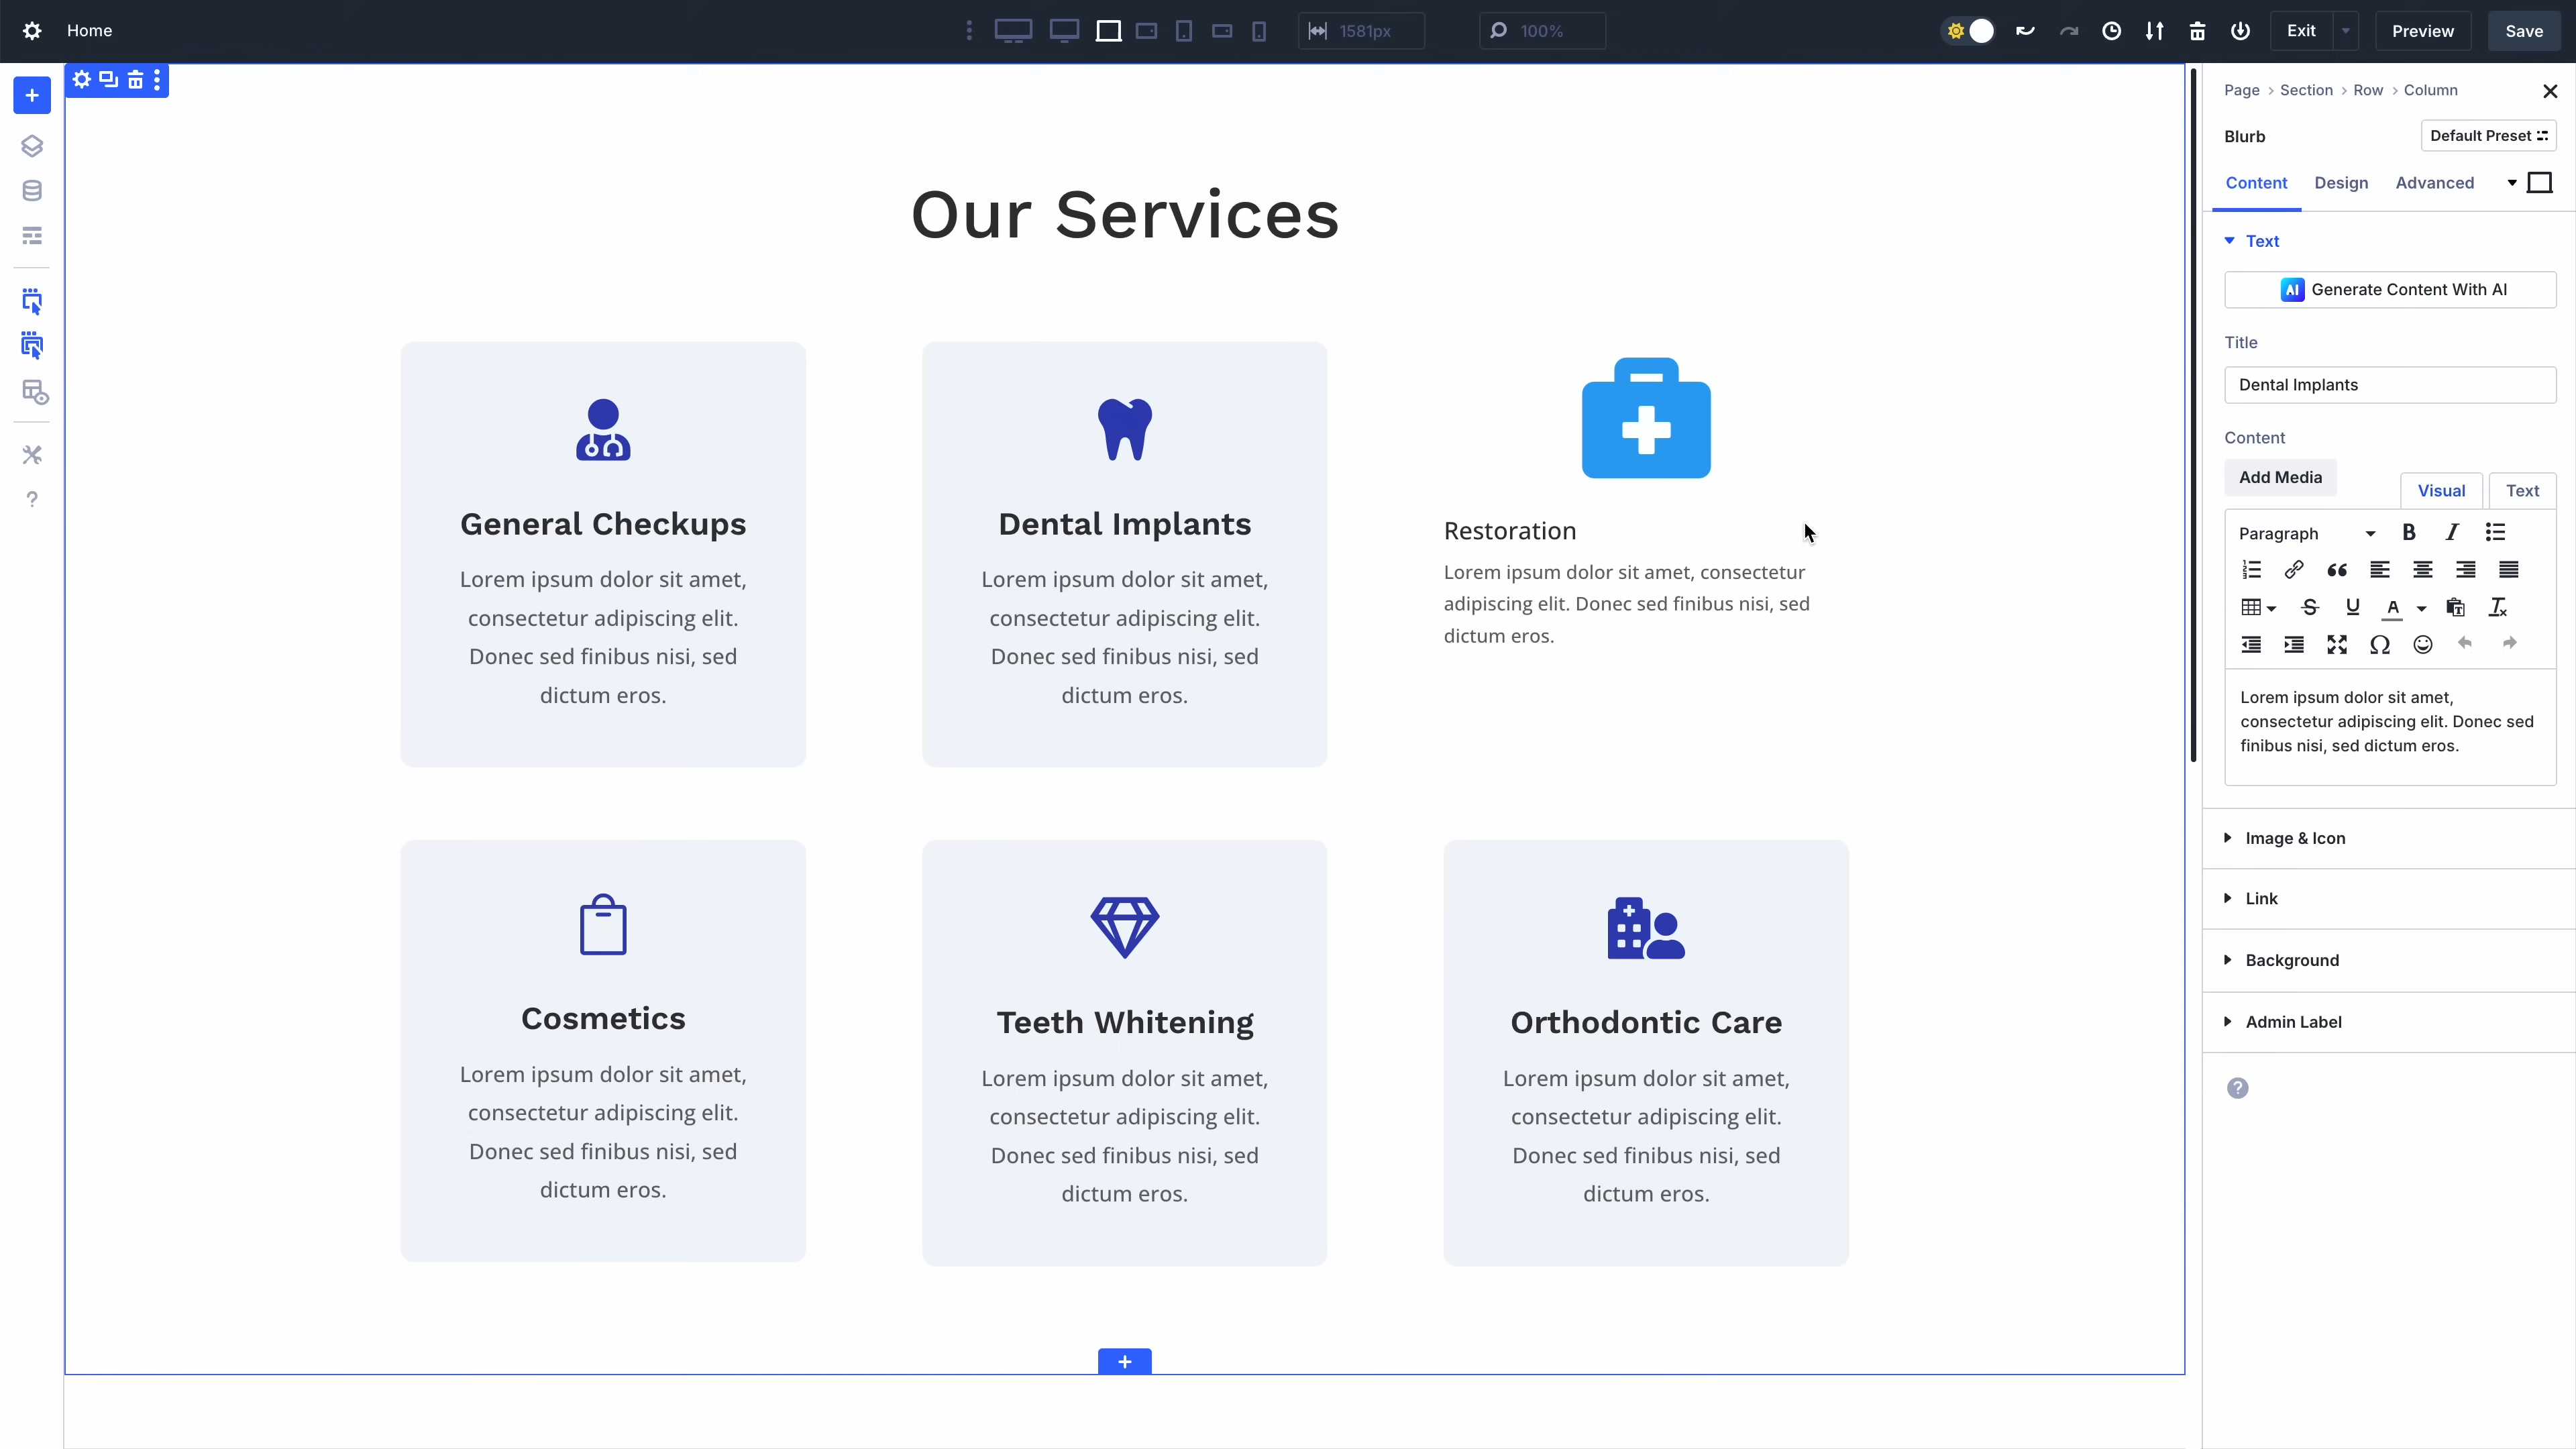 Home
1581px
100%
Exit
Preview
Save
Our Services
General Checkups
Lorem ipsum dolor sit amet,
consectetur adipiscing elit.
Donec sed finibus nisi, sed
dictum eros.
Dental Implants
Lorem ipsum dolor sit amet,
consectetur adipiscing elit.
Donec sed finibus nisi, sed
dictum eros.
Restoration
Lorem ipsum dolor sit amet, consectetur
adipiscing elit. Donec sed finibus nisi, sed
dictum eros.
Cosmetics
Lorem ipsum dolor sit amet,
consectetur adipiscing elit.
Donec sed finibus nisi, sed
dictum eros.
Teeth Whitening
Lorem ipsum dolor sit amet,
consectetur adipiscing elit.
Donec sed finibus nisi, sed
dictum eros.
Orthodontic Care
Lorem ipsum dolor sit amet,
consectetur adipiscing elit.
Donec sed finibus nisi, sed
dictum eros.
Page > Section > Row > Column
Blurb
Default Preset
Content
Design
Advanced
Text
AI Generate Content With AI
Title
Dental Implants
Content
Add Media
Visual
Text
Paragraph
Lorem ipsum dolor sit amet,
consectetur adipiscing elit. Donec sed
finibus nisi, sed dictum eros.
Image & Icon
Link
Background
Admin Label